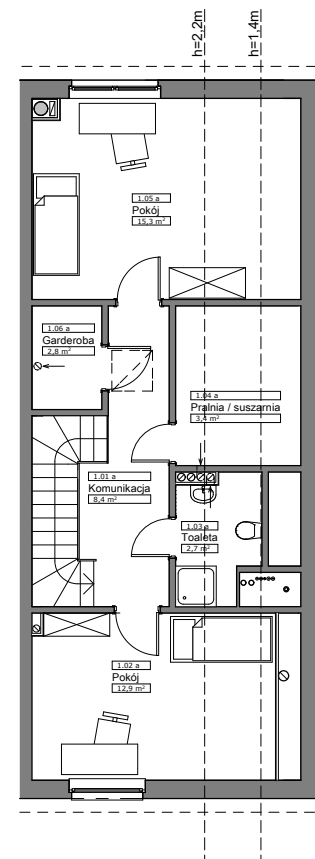 h=2,2m
h=1,4m
1.05 a
Pokój
15,3 m²
1.06 a
Garderoba
2,8 m²
1.04 a
Pralnia / suszarnia
3,4 m²
1.01 a
Komunikacja
8,4 m²
1.03 a
Toaleta
2,7 m²
1.02 a
Pokój
12,9 m²